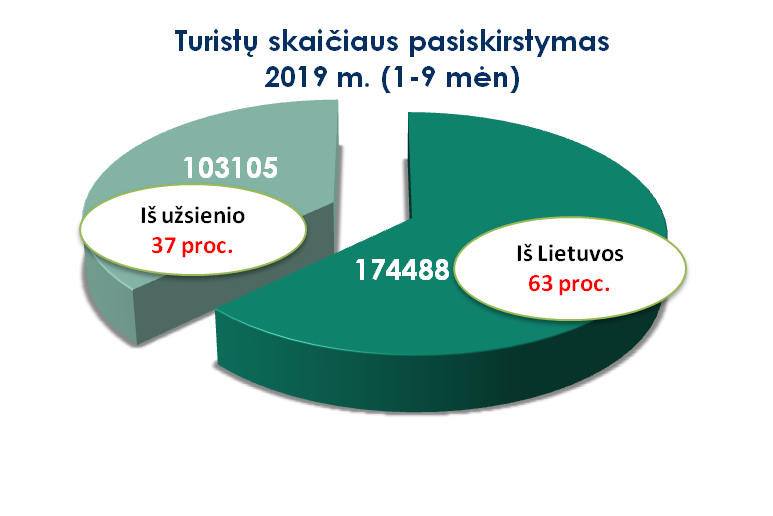 Turistų skaičiaus pasiskirstymas
2019 m. (1-9 mėn)
103105
Iš užsienio
37 proc.
174488
Iš Lietuvos
63 proc.